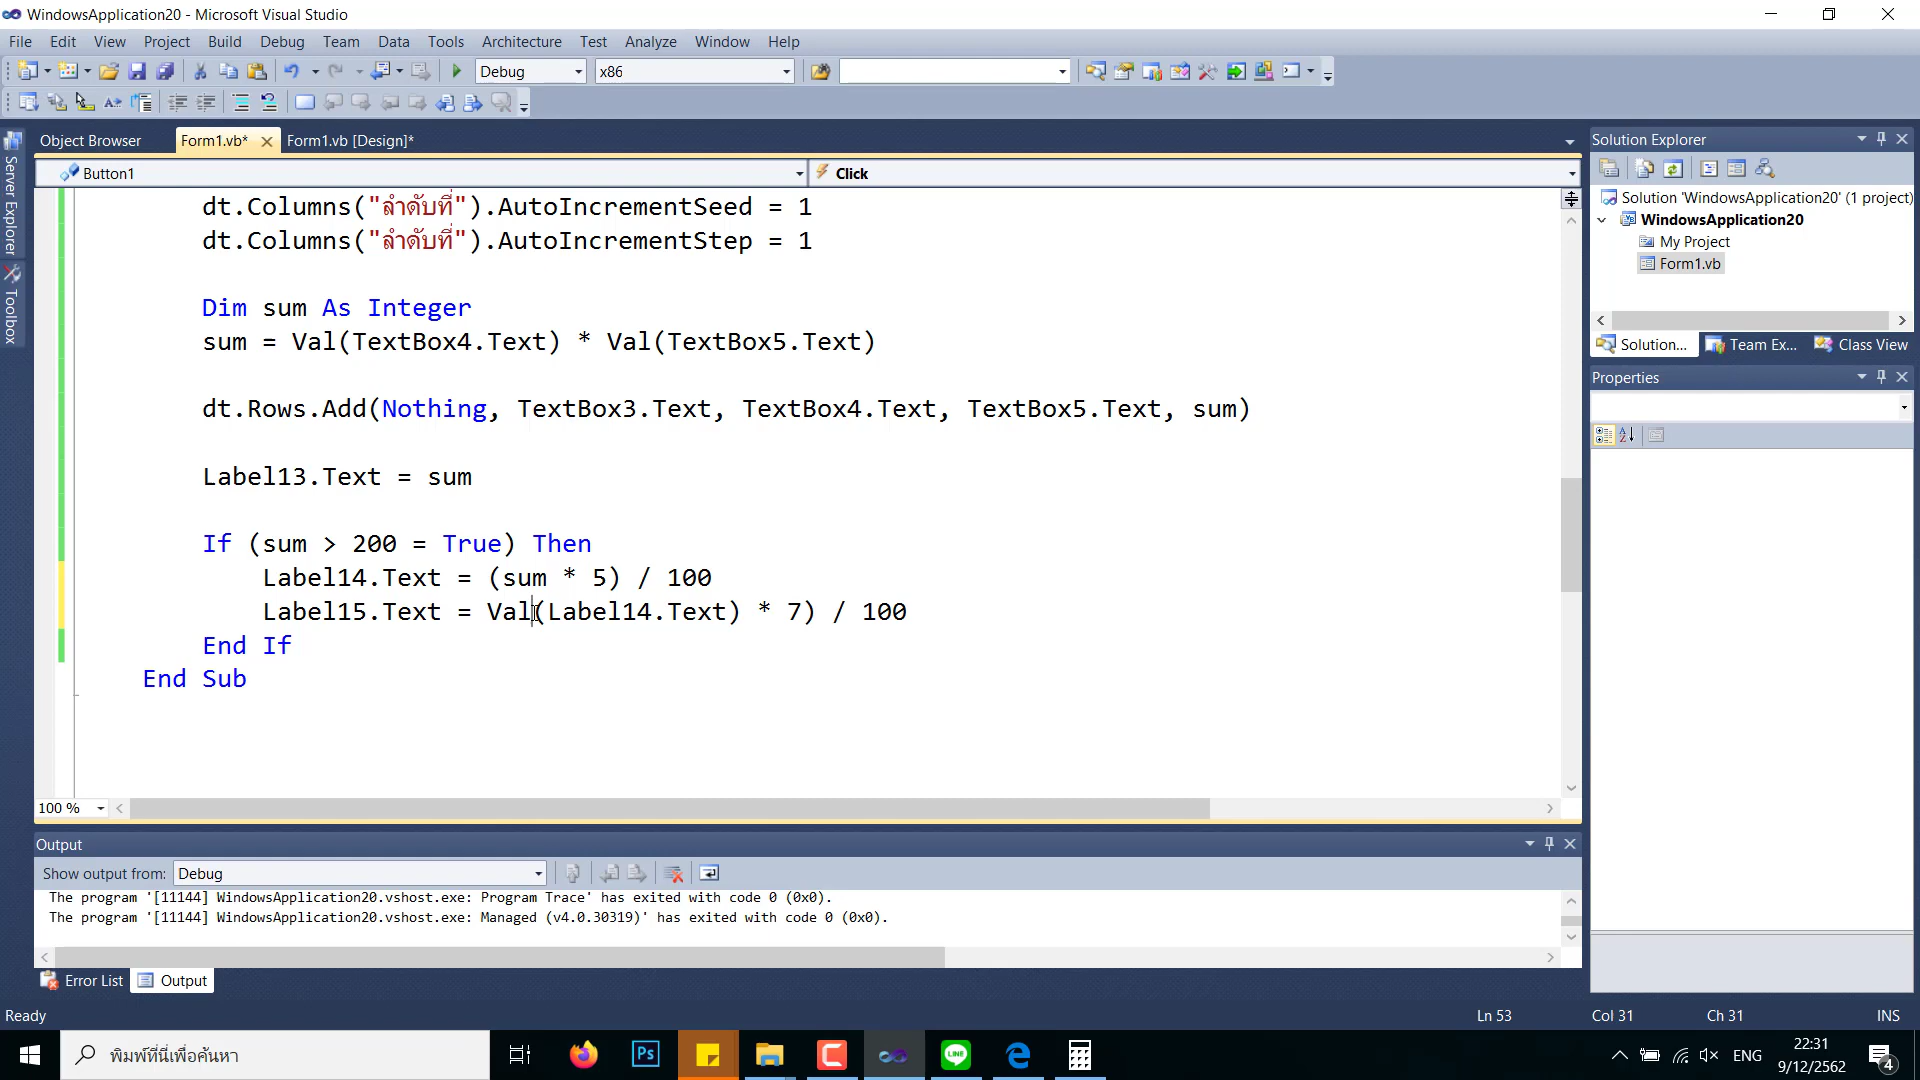 WindowsApplication20 - Microsoft Visual Studio
File Edit View Project Build Debug Team Data Tools Architecture Test Analyze Window Help
Debug x86
Server Explorer
Toolbox
Object Browser Form1.vb* Form1.vb [Design]*
Button1 Click
dt.Columns("ลำดับที่").AutoIncrementSeed = 1
dt.Columns("ลำดับที่").AutoIncrementStep = 1
Dim sum As Integer
sum = Val(TextBox4.Text) * Val(TextBox5.Text)
dt.Rows.Add(Nothing, TextBox3.Text, TextBox4.Text, TextBox5.Text, sum)
Label13.Text = sum
If (sum > 200 = True) Then
Label14.Text = (sum * 5) / 100
Label15.Text = Val(Label14.Text) * 7) / 100
End If
End Sub
100 %
Solution Explorer
Solution 'WindowsApplication20' (1 project)
WindowsApplication20
My Project
Form1.vb
Solution... Team Ex... Class View
Properties
Output
Show output from: Debug
The program '[11144] WindowsApplication20.vshost.exe: Program Trace' has exited with code 0 (0x0).
The program '[11144] WindowsApplication20.vshost.exe: Managed (v4.0.30319)' has exited with code 0 (0x0).
Error List Output
Ready Ln 53 Col 31 Ch 31 INS
พิมพ์ที่นี่เพื่อค้นหา
Ps
LINE
ENG
22:31
9/12/2562
4